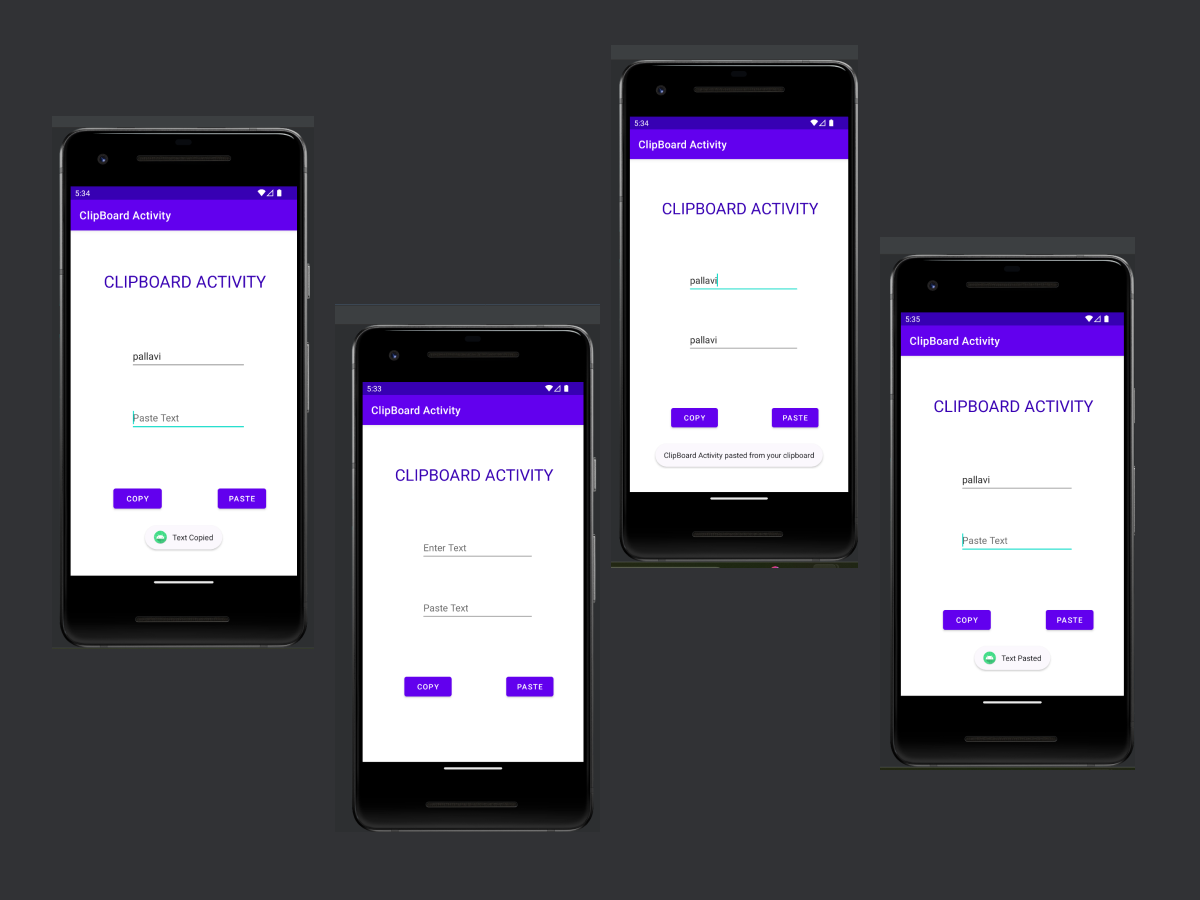 5:34
ClipBoard Activity
CLIPBOARD ACTIVITY
pallavi
Paste Text
COPY
PASTE
Text Copied
5:33
ClipBoard Activity
CLIPBOARD ACTIVITY
Enter Text
Paste Text
COPY
PASTE
5:34
ClipBoard Activity
CLIPBOARD ACTIVITY
pallavi
pallavi
COPY
PASTE
ClipBoard Activity pasted from your clipboard
5:35
ClipBoard Activity
CLIPBOARD ACTIVITY
pallavi
Paste Text
COPY
PASTE
Text Pasted